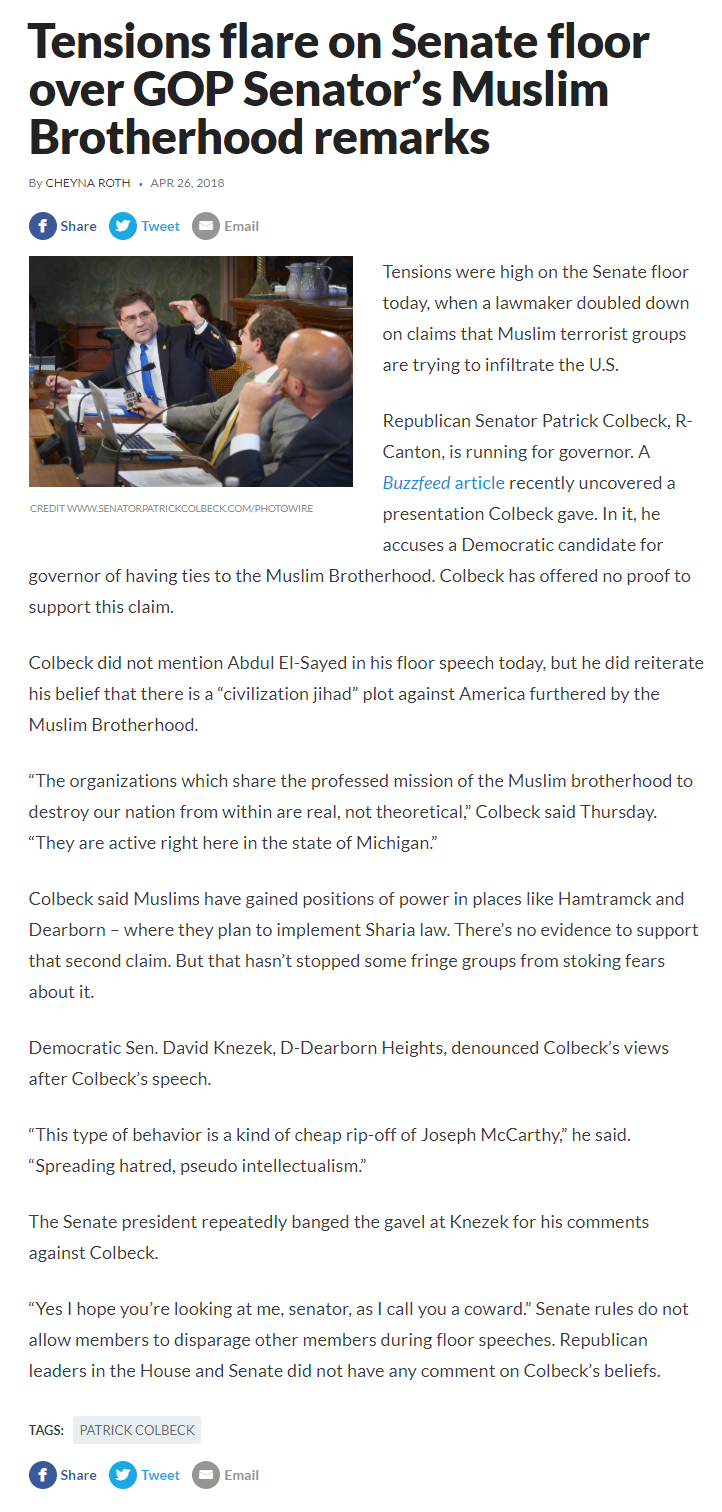 Tensions flare on Senate floor
over GOP Senator’s Muslim
Brotherhood remarks
By CHEYNA ROTH • APR 26, 2018
Share Tweet Email
Tensions were high on the Senate floor
today, when a lawmaker doubled down
on claims that Muslim terrorist groups
are trying to infiltrate the U.S.
Republican Senator Patrick Colbeck, R-
Canton, is running for governor. A
Buzzfeed article recently uncovered a
presentation Colbeck gave. In it, he
accuses a Democratic candidate for
CREDIT WWW.SENATORPATRICKCOLBECK.COM/PHOTOWIRE
governor of having ties to the Muslim Brotherhood. Colbeck has offered no proof to
support this claim.
Colbeck did not mention Abdul El-Sayed in his floor speech today, but he did reiterate
his belief that there is a “civilization jihad” plot against America furthered by the
Muslim Brotherhood.
“The organizations which share the professed mission of the Muslim brotherhood to
destroy our nation from within are real, not theoretical,” Colbeck said Thursday.
“They are active right here in the state of Michigan.”
Colbeck said Muslims have gained positions of power in places like Hamtramck and
Dearborn – where they plan to implement Sharia law. There’s no evidence to support
that second claim. But that hasn’t stopped some fringe groups from stoking fears
about it.
Democratic Sen. David Knezek, D-Dearborn Heights, denounced Colbeck’s views
after Colbeck’s speech.
“This type of behavior is a kind of cheap rip-off of Joseph McCarthy,” he said.
“Spreading hatred, pseudo intellectualism.”
The Senate president repeatedly banged the gavel at Knezek for his comments
against Colbeck.
“Yes I hope you’re looking at me, senator, as I call you a coward.” Senate rules do not
allow members to disparage other members during floor speeches. Republican
leaders in the House and Senate did not have any comment on Colbeck’s beliefs.
TAGS: PATRICK COLBECK
Share Tweet Email